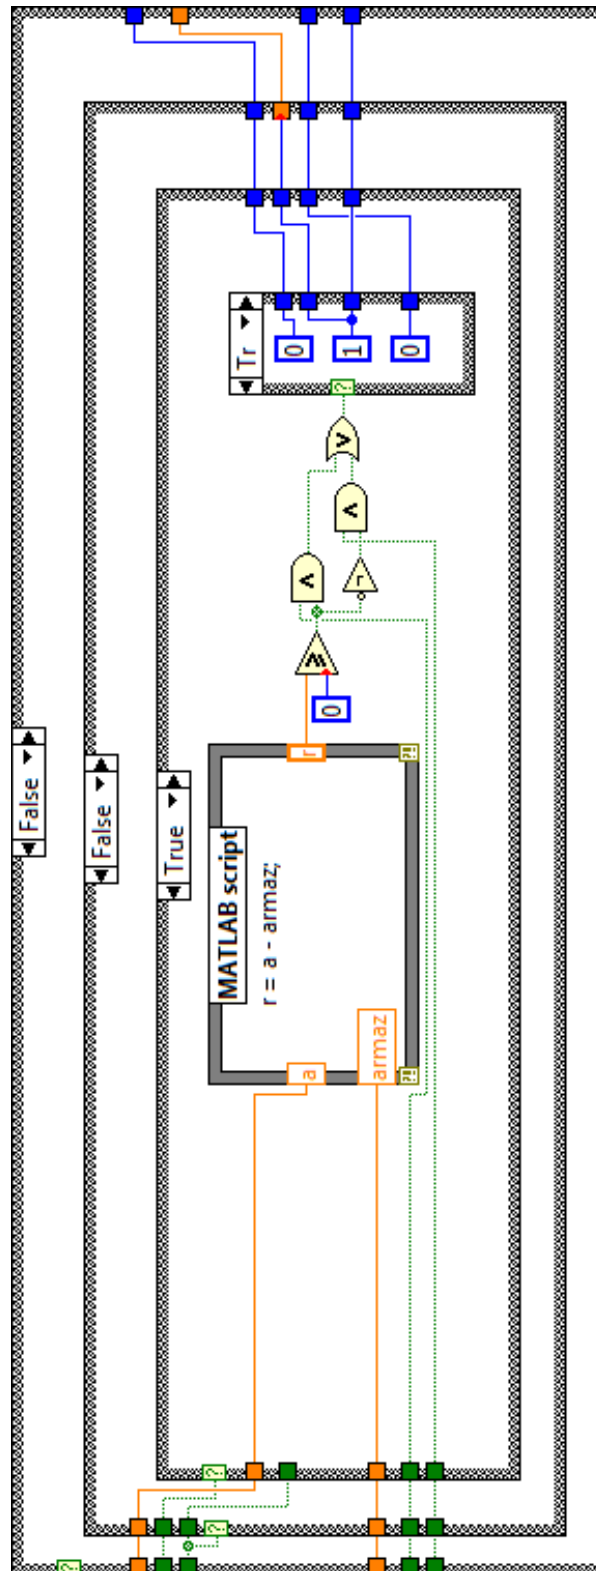 False
False
True
MATLAB script
r = a - armaz;
a
armaz
r
?!
?!
0
Tr
0
1
0
?
?
?
?